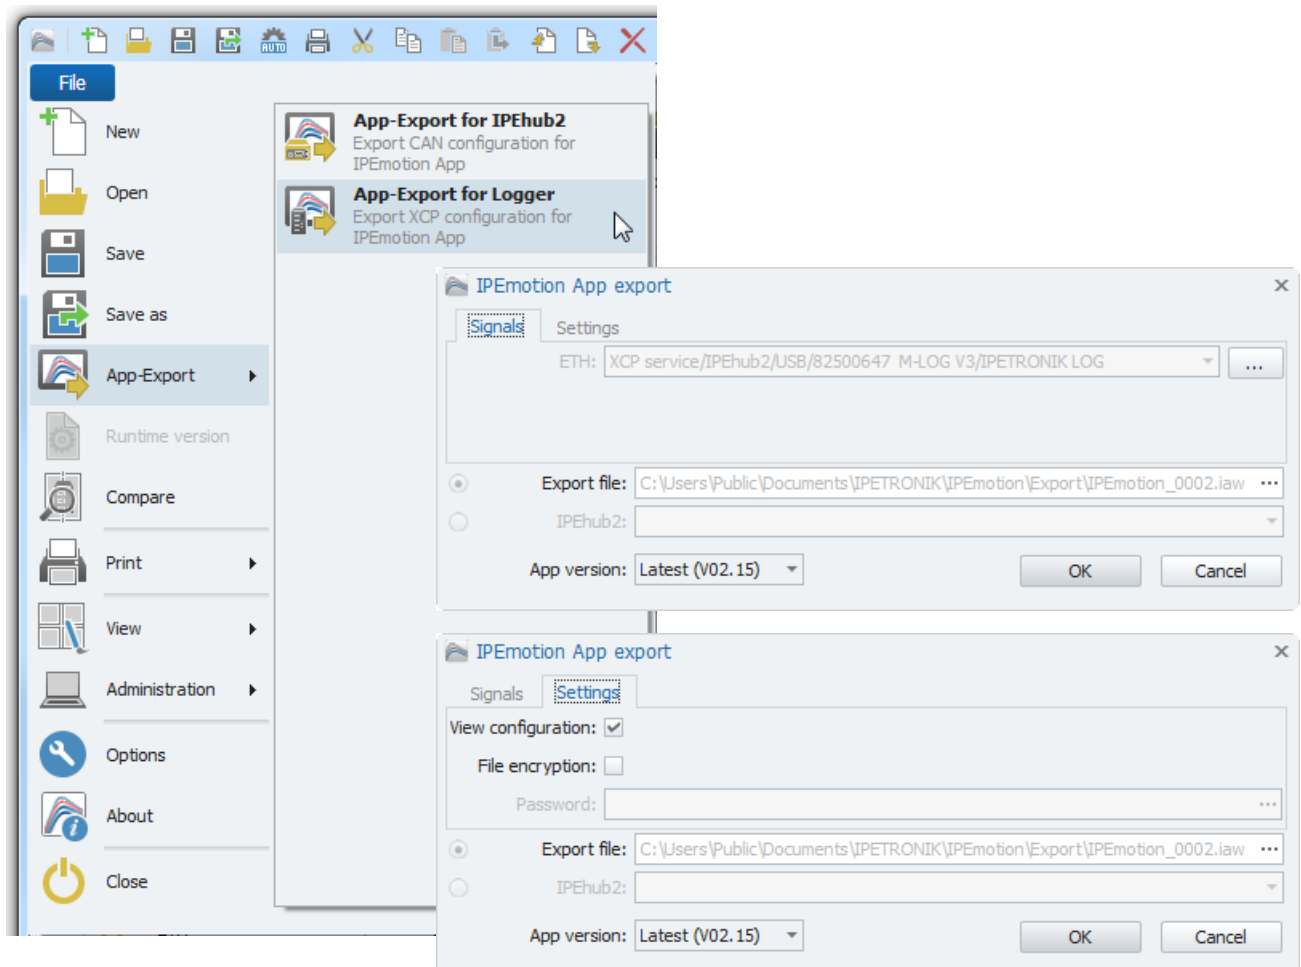 AUTO
File
New
Open
Save
Save as
App-Export
Runtime version
Compare
Print
View
Administration
Options
About
Close
App-Export for IPEhub2
Export CAN configuration for
IPEmotion App
App-Export for Logger
Export XCP configuration for
IPEmotion App
IPEmotion App export
Signals Settings
ETH: XCP service/IPEhub2/USB/82500647 M-LOG V3/IPETRONIK LOG ...
Export file: C:\Users\Public\Documents\IPETRONIK\IPEmotion\Export\IPEmotion_0002.iaw ...
IPEhub2:
App version: Latest (V02.15) OK Cancel
IPEmotion App export
Signals Settings
View configuration:
File encryption:
Password: ...
Export file: C:\Users\Public\Documents\IPETRONIK\IPEmotion\Export\IPEmotion_0002.iaw ...
IPEhub2:
App version: Latest (V02.15) OK Cancel